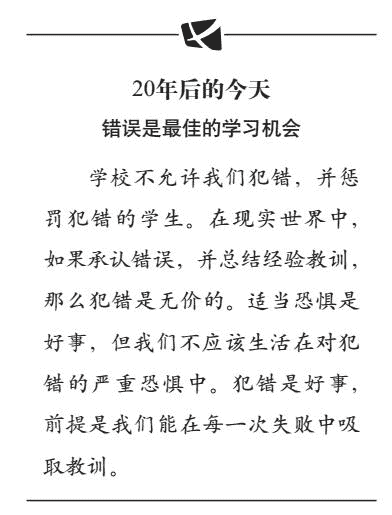 20年后的今天
错误是最佳的学习机会
学校不允许我们犯错，并惩
罚犯错的学生。在现实世界中，
如果承认错误，并总结经验教训，
那么犯错是无价的。适当恐惧是
好事，但我们不应该生活在对犯
错的严重恐惧中。犯错是好事，
前提是我们能在每一次失败中吸
取教训。